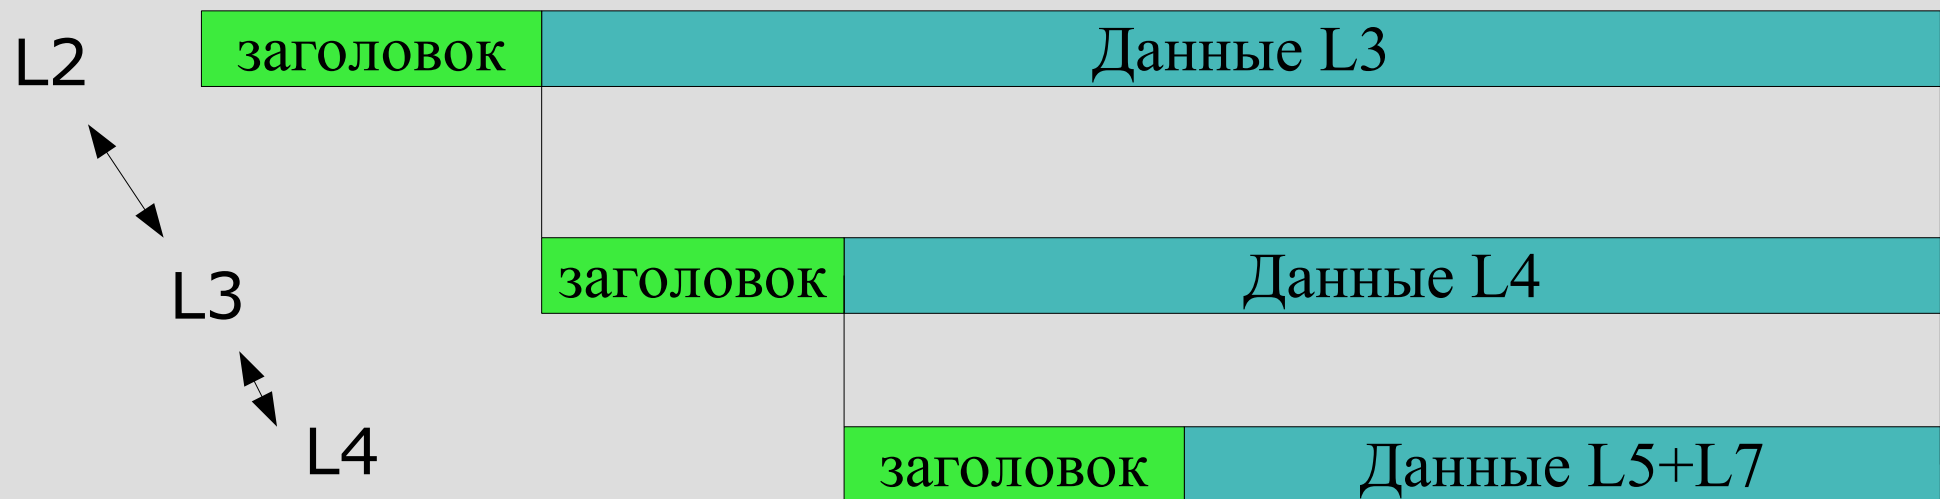 L2 заголовок Данные L3
L3 заголовок Данные L4
L4 заголовок Данные L5+L7